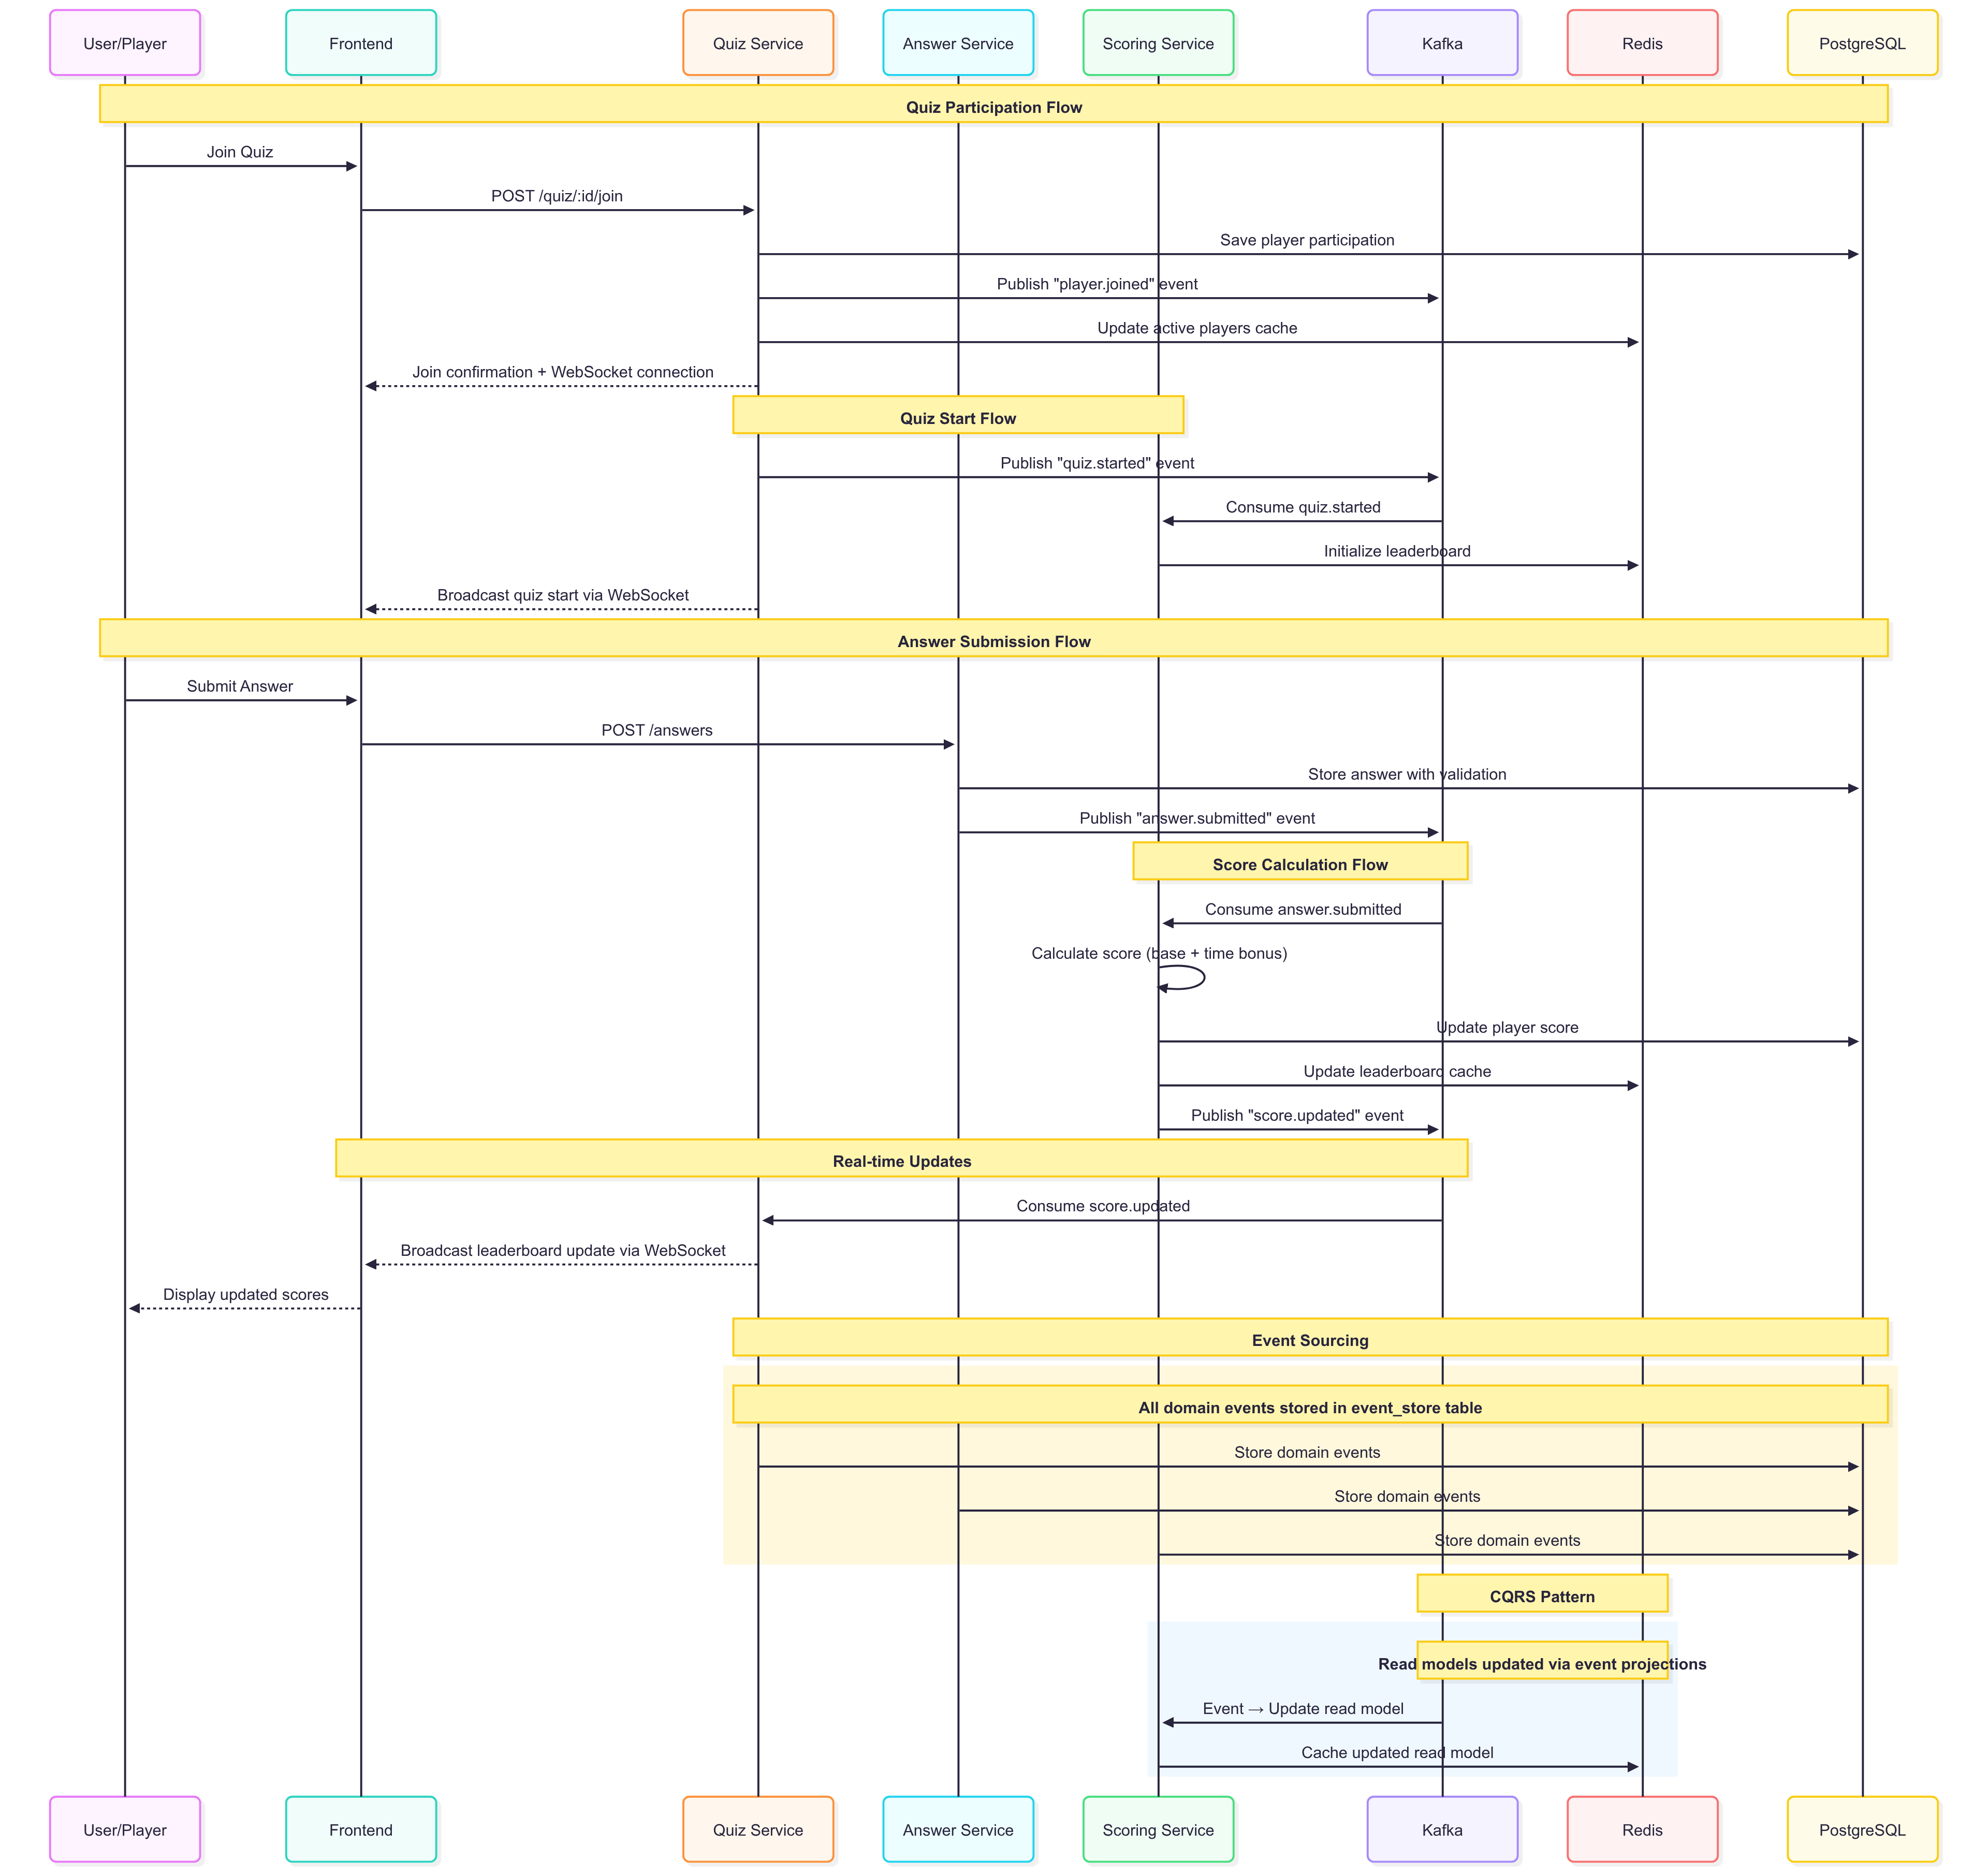 User/Player
Frontend
Quiz Service
Answer Service
Scoring Service
Kafka
Redis
PostgreSQL
Quiz Participation Flow
Join Quiz
POST /quiz/:id/join
Save player participation
Publish "player.joined" event
Update active players cache
Join confirmation + WebSocket connection
Quiz Start Flow
Publish "quiz.started" event
Consume quiz.started
Initialize leaderboard
Broadcast quiz start via WebSocket
Answer Submission Flow
Submit Answer
POST /answers
Store answer with validation
Publish "answer.submitted" event
Score Calculation Flow
Consume answer.submitted
Calculate score (base + time bonus)
Update player score
Update leaderboard cache
Publish "score.updated" event
Real-time Updates
Consume score.updated
Broadcast leaderboard update via WebSocket
Display updated scores
Event Sourcing
All domain events stored in event_store table
Store domain events
Store domain events
Store domain events
CQRS Pattern
Read models updated via event projections
Event → Update read model
Cache updated read model
User/Player
Frontend
Quiz Service
Answer Service
Scoring Service
Kafka
Redis
PostgreSQL